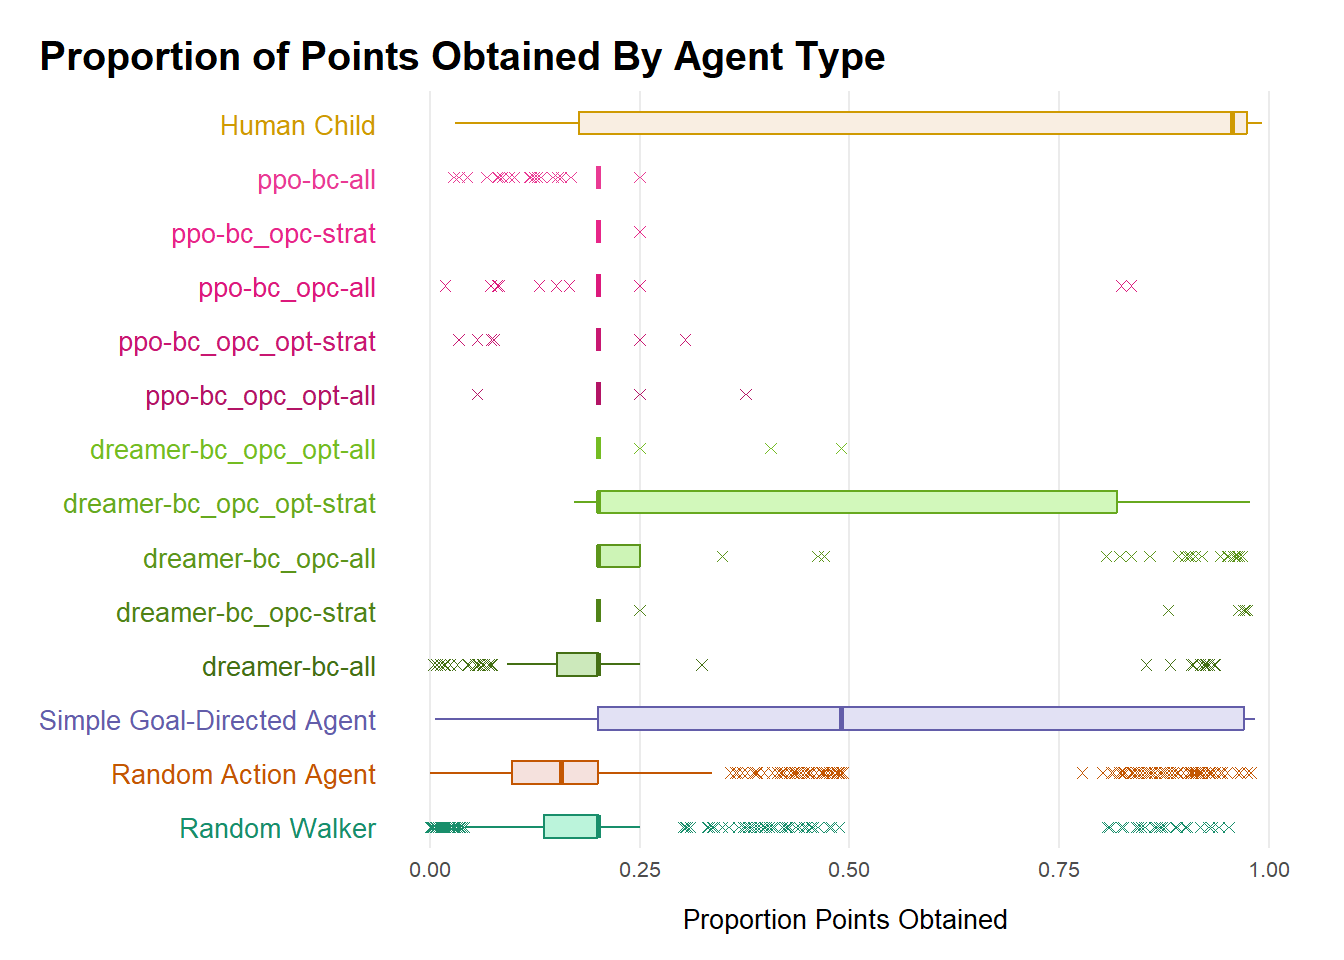 Proportion of Points Obtained By Agent Type
Human Child
ppo-bc-all
ppo-bc_opc-strat
ppo-bc_opc-all
ppo-bc_opc_opt-strat
ppo-bc_opc_opt-all
dreamer-bc_opc_opt-all
dreamer-bc_opc_opt-strat
dreamer-bc_opc-all
dreamer-bc_opc-strat
dreamer-bc-all
Simple Goal-Directed Agent
Random Action Agent
Random Walker
0.00 0.25 0.50 0.75 1.00
Proportion Points Obtained